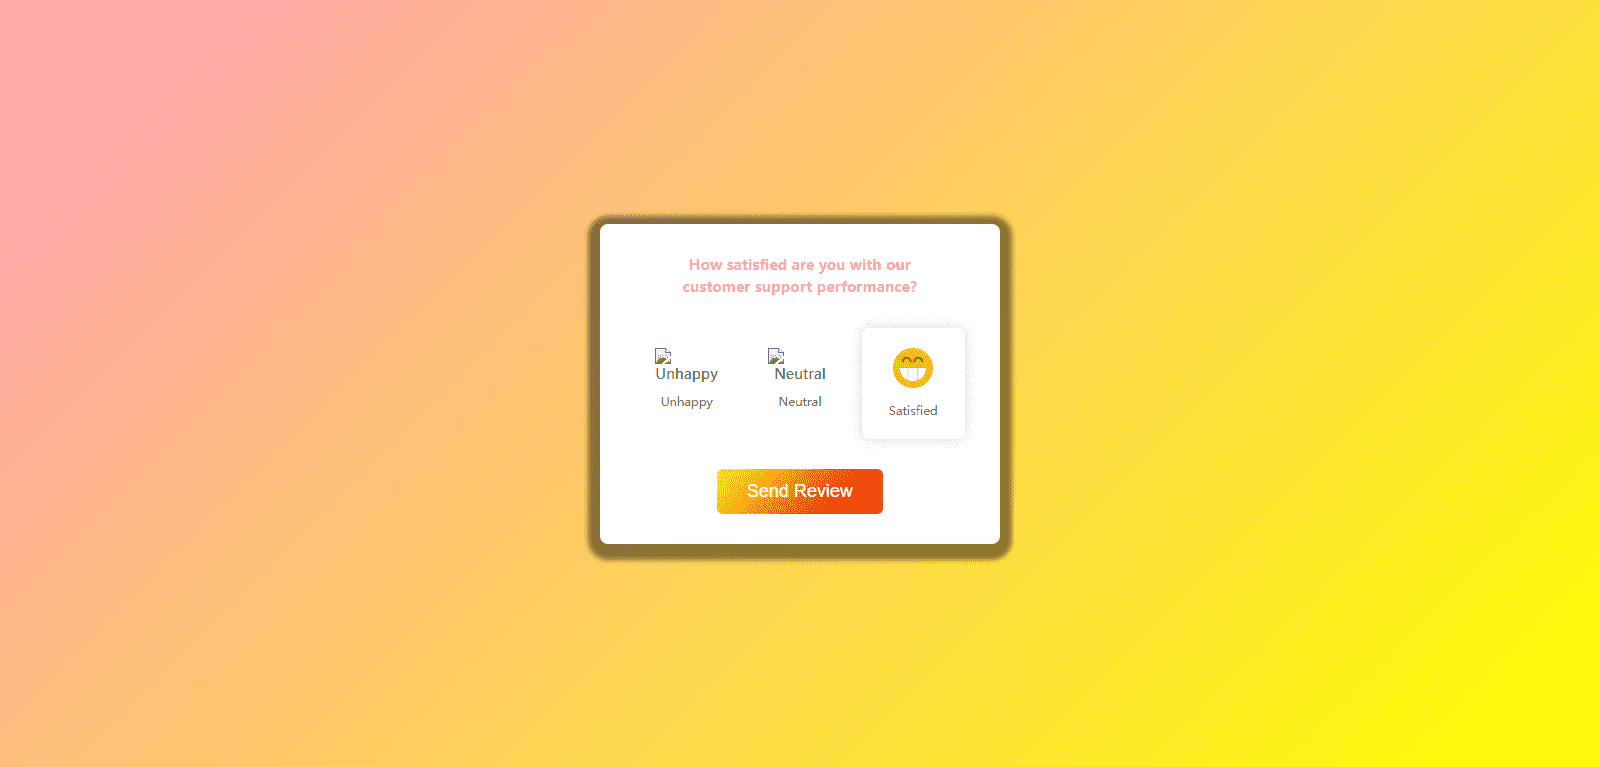 How satisfied are you with our
customer support performance?
Unhappy
Neutral
Unhappy
Neutral
Satisfied
Send Review